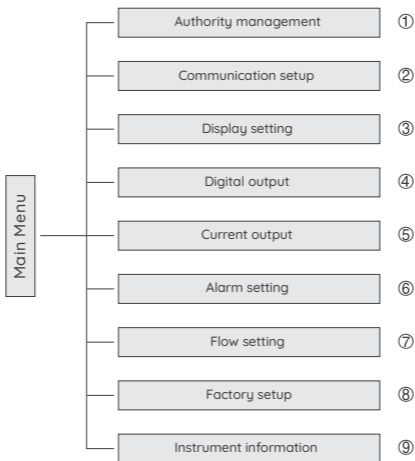 Authority management ①
Communication setup ②
Display setting ③
Digital output ④
Main Menu
Current output ⑤
Alarm setting ⑥
Flow setting ⑦
Factory setup ⑧
Instrument information ⑨